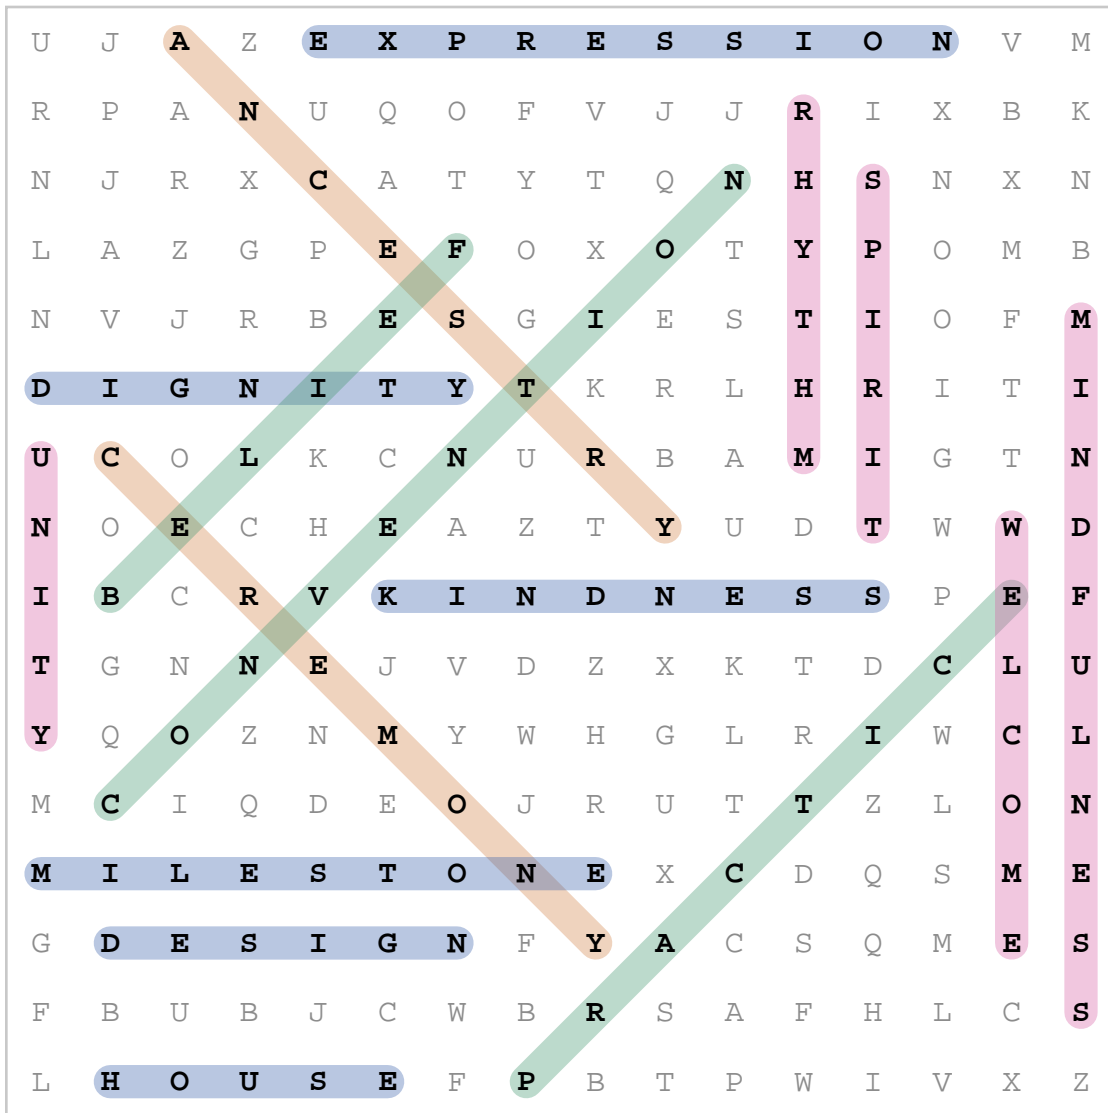 U J A Z E X P R E S S I O N V M
R P A N U Q O F V J J R I X B K
N J R X C A T Y T Q N H S N X N
L A Z G P E F O X O T Y P O M B
N V J R B E S G I E S T I O F M
D I G N I T Y T K R L H R I T I
U C O L K C N U R B A M I G T N
N O E C H E A Z T Y U D T W W D
I B C R V K I N D N E S S P E F
T G N N E J V D Z X K T D C L U
Y Q O Z N M Y W H G L R I W C L
M C I Q D E O J R U T T Z L O N
M I L E S T O N E X C D Q S M E
G D E S I G N F Y A C S Q M E S
F B U B J C W B R S A F H L C S
L H O U S E F P B T P W I V X Z